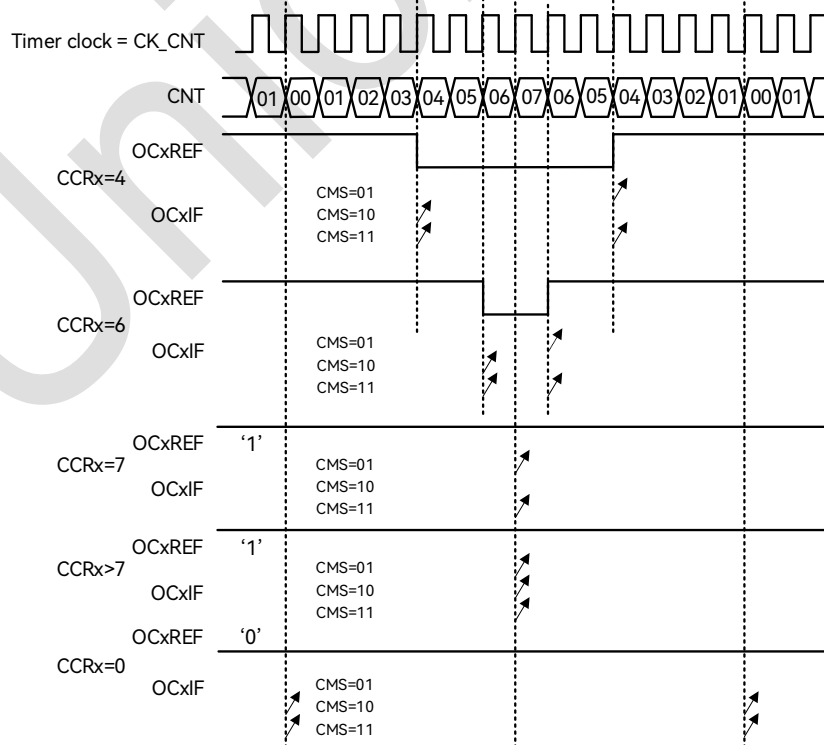 Timer clock = CK_CNT
CNT 01 00 01 02 03 04 05 06 07 06 05 04 03 02 01 00 01
OCxREF
CCRx=4
OCxIF
CMS=01
CMS=10
CMS=11
OCxREF
CCRx=6
OCxIF
CMS=01
CMS=10
CMS=11
OCxREF ‘1’
CCRx=7
OCxIF
CMS=01
CMS=10
CMS=11
OCxREF ‘1’
CCRx>7
OCxIF
CMS=01
CMS=10
CMS=11
OCxREF ‘0’
CCRx=0
OCxIF
CMS=01
CMS=10
CMS=11